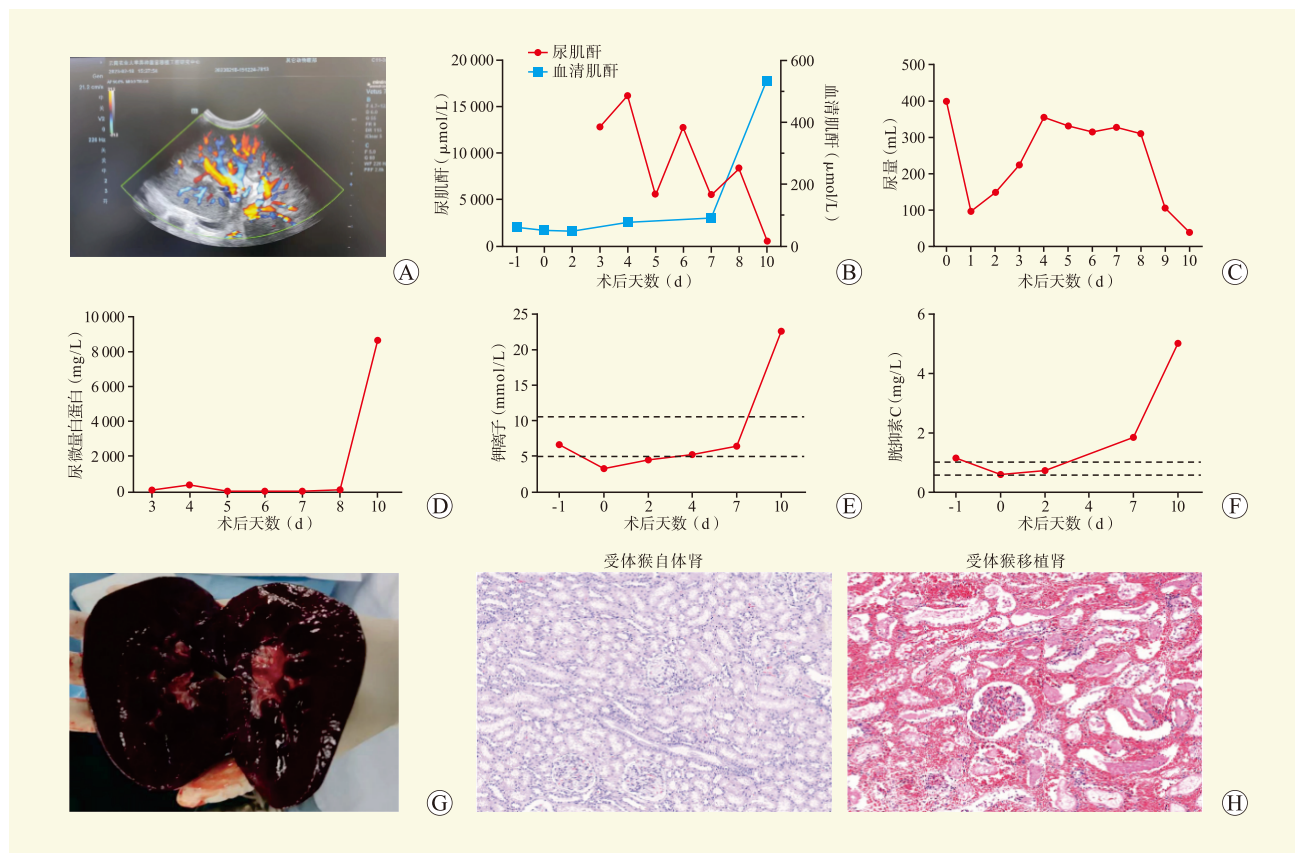 尿肌酐
血清肌酐
20 000
15 000
10 000
5 000
0
尿肌酐（μmol/L）
600
400
200
0
血清肌酐（μmol/L）
-1 0 2 3 4 5 6 7 8 10
术后天数（d）
500
400
300
200
100
0
尿量（mL）
0 1 2 3 4 5 6 7 8 9 10
术后天数（d）
A
B
C
10 000
8 000
6 000
4 000
2 000
0
尿微量白蛋白（mg/L）
3 4 5 6 7 8 10
术后天数（d）
D
25
20
15
10
5
0
钾离子（mmol/L）
-1 0 2 4 7 10
术后天数（d）
E
6
4
2
0
胱抑素C（mg/L）
-1 0 2 4 7 10
术后天数（d）
F
受体猴自体肾
受体猴移植肾
G
H